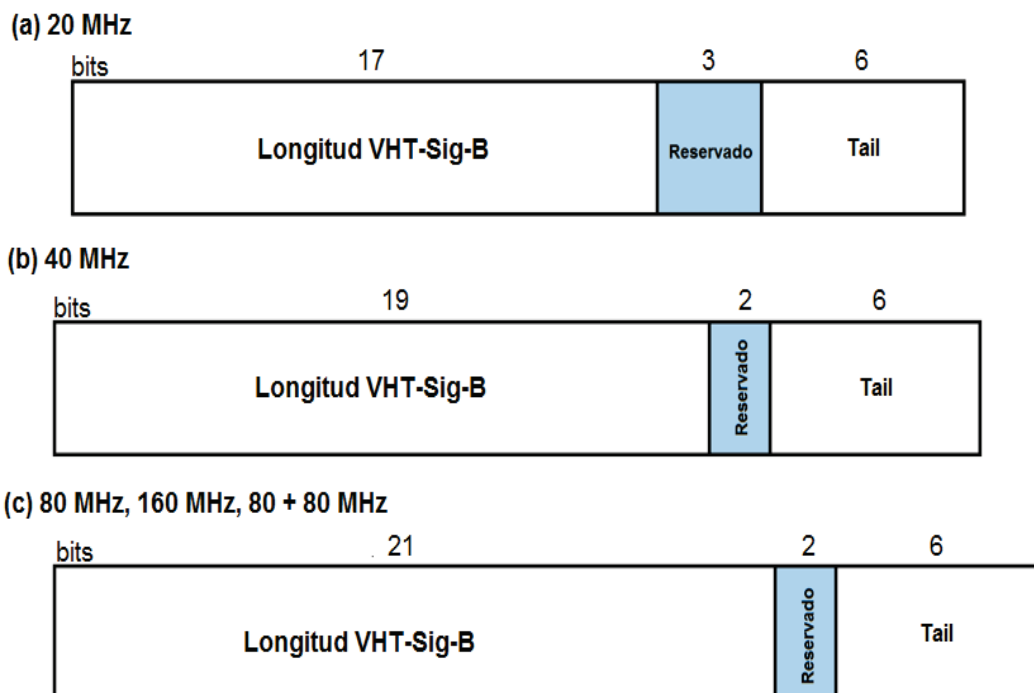 (a) 20 MHz
bits 17 3 6
Longitud VHT-Sig-B Reservado Tail
(b) 40 MHz
bits 19 2 6
Longitud VHT-Sig-B Reservado Tail
(c) 80 MHz, 160 MHz, 80 + 80 MHz
bits 21 2 6
Longitud VHT-Sig-B Reservado Tail